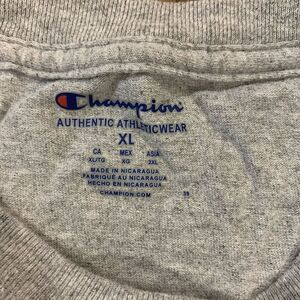 Champion
AUTHENTIC ATHLETICWEAR
XL
CA MEX ASIA
XL/TG XG 2XL
MADE IN NICARAGUA
FABRIQUÉ AU NICARAGUA
HECHO EN NICARAGUA
CHAMPION.COM 38